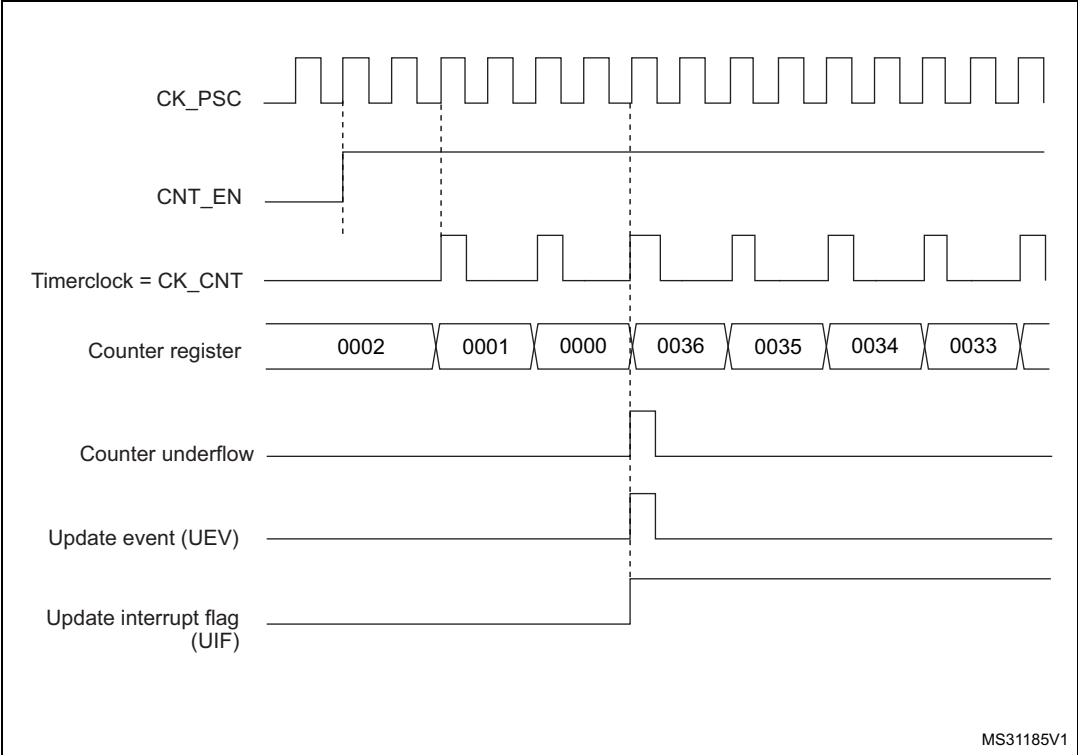 CK_PSC
CNT_EN
Timerclock = CK_CNT
Counter register
0002 0001 0000 0036 0035 0034 0033
Counter underflow
Update event (UEV)
Update interrupt flag
(UIF)
MS31185V1